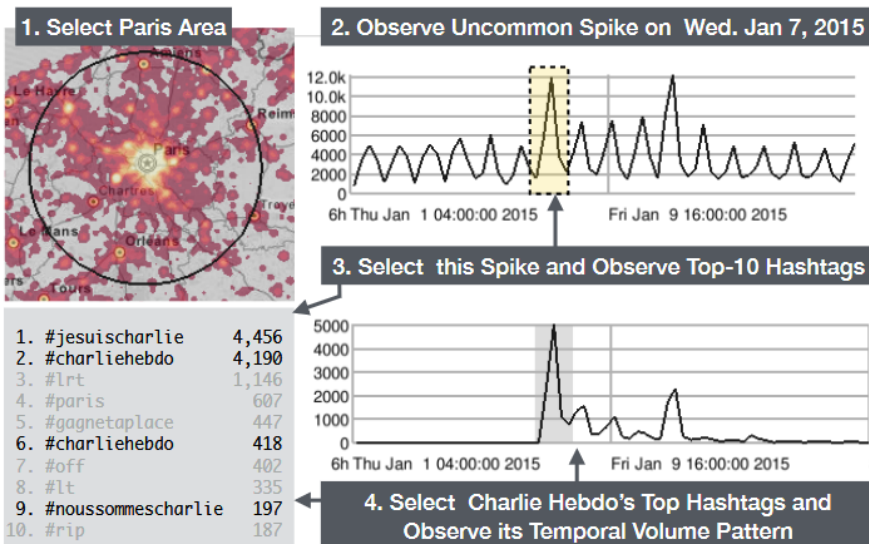 1. Select Paris Area
2. Observe Uncommon Spike on Wed. Jan 7, 2015
Amiens
Le Havre
Reim
Paris
Chartres
Troye
Le Mans
Orleans
ers
Tours
12.0k
10.0k
8000
6000
4000
2000
0
6h Thu Jan 1 04:00:00 2015
Fri Jan 9 16:00:00 2015
3. Select this Spike and Observe Top-10 Hashtags
1. #jesuischarlie 4,456
2. #charliehebdo 4,190
3. #lrt 1,146
4. #paris 607
5. #gagnetaplace 447
6. #charliehebdo 418
7. #off 402
8. #lt 335
9. #noussommescharlie 197
10. #rip 187
5000
4000
3000
2000
1000
0
6h Thu Jan 1 04:00:00 2015
Fri Jan 9 16:00:00 2015
4. Select Charlie Hebdo's Top Hashtags and
Observe its Temporal Volume Pattern